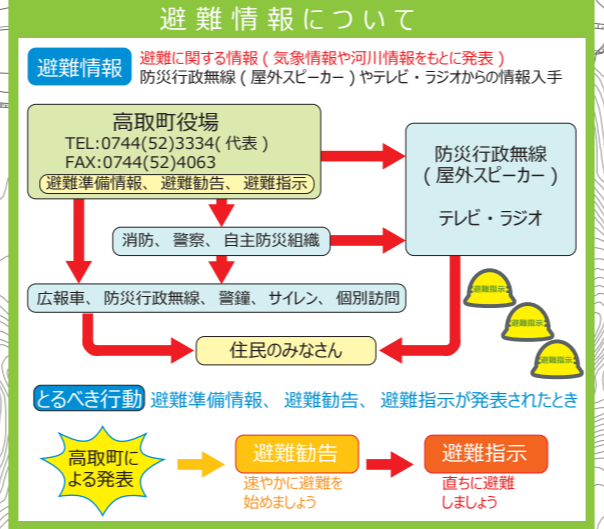 避難情報について
避難情報
避難に関する情報(気象情報や河川情報をもとに発表)
防災行政無線(屋外スピーカー)やテレビ・ラジオからの情報入手
高取町役場
TEL:0744(52)3334(代表)
FAX:0744(52)4063
避難準備情報、避難勧告、避難指示
防災行政無線
(屋外スピーカー)
テレビ・ラジオ
消防、警察、自主防災組織
広報車、防災行政無線、警鐘、サイレン、個別訪問
避難指示
避難指示
避難指示
住民のみなさん
とるべき行動 避難準備情報、避難勧告、避難指示が発表されたとき
高取町に
よる発表
避難勧告
速やかに避難を
始めましょう
避難指示
直ちに避難
しましょう